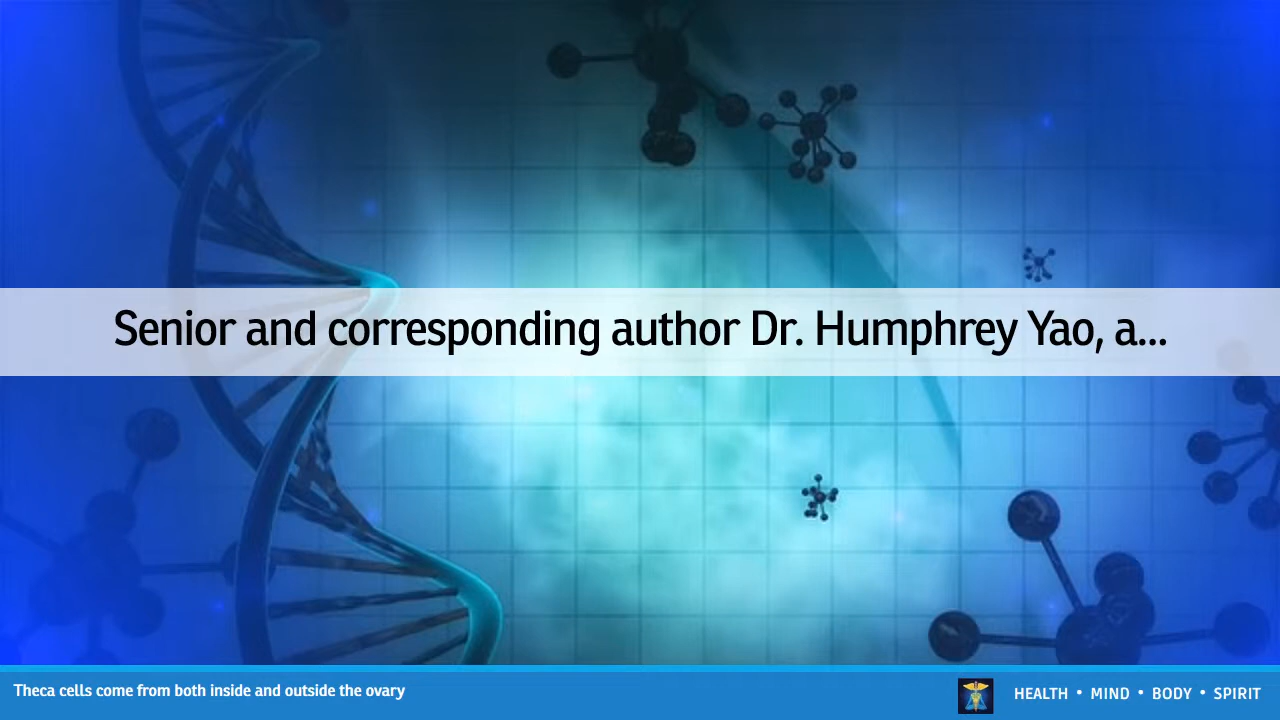 Senior and corresponding author Dr. Humphrey Yao, a...
Theca cells come from both inside and outside the ovary
HEALTH • MIND • BODY • SPIRIT